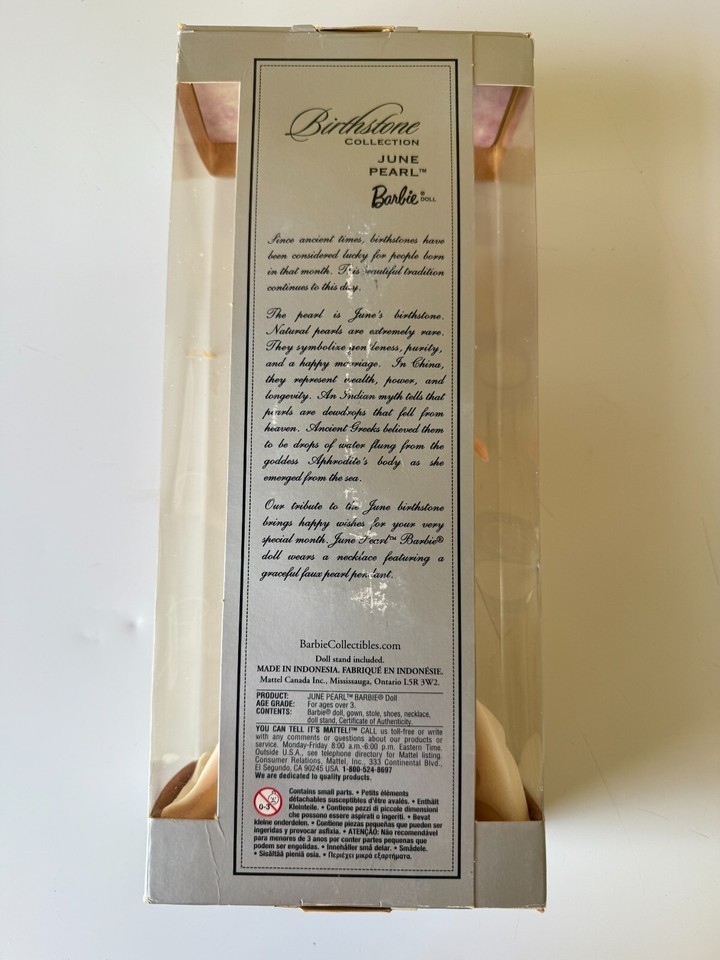 Birthstone
COLLECTION
JUNE
PEARL™
Barbie® DOLL
Since ancient times, birthstones have
been considered lucky for people born
in that month. This beautiful tradition
continues to this day.
The pearl is June's birthstone.
Natural pearls are extremely rare.
They symbolize gentleness, purity,
and a happy marriage. In China,
they represent wealth, power, and
longevity. An Indian myth tells that
pearls are dewdrops that fell from
heaven. Ancient Greeks believed them
to be drops of water flung from the
goddess Aphrodite's body as she
emerged from the sea.
Our tribute to the June birthstone
brings happy wishes for your very
special month. June Pearl™ Barbie®
doll wears a necklace featuring a
graceful faux pearl pendant.
BarbieCollectibles.com
Doll stand included.
MADE IN INDONESIA. FABRIQUÉ EN INDONÉSIE.
Mattel Canada Inc., Mississauga, Ontario L5R 3W2.
PRODUCT: JUNE PEARL™ BARBIE® Doll
AGE GRADE: For ages over 3.
CONTENTS: Barbie® doll, gown, stole, shoes, necklace,
doll stand, Certificate of Authenticity.
YOU CAN TELL IT'S MATTEL!™ CALL us toll-free or write
with any comments or questions about our products or
service. Monday-Friday 8:00 a.m.-6:00 p.m. Eastern Time.
Outside U.S.A., see telephone directory for Mattel listing.
Consumer Relations, Mattel, Inc., 333 Continental Blvd.,
El Segundo, CA 90245 USA. 1-800-524-8697
We are dedicated to quality products.
0-3
Contains small parts. • Petits éléments
détachables susceptibles d'être avalés. • Enthält
Kleinteile. • Contiene pezzi di piccole dimensioni
che possono essere aspirati o ingeriti. • Bevat
kleine onderdelen. • Contiene piezas pequeñas que pueden ser
ingeridas y provocar asfixia. • ATENÇÃO: Não recomendável
para menores de 3 anos por conter partes pequenas que
podem ser engolidas. • Innehåller små delar. • Smådele.
• Sisältää pieniä osia. • Περιέχει μικρά εξαρτήματα.